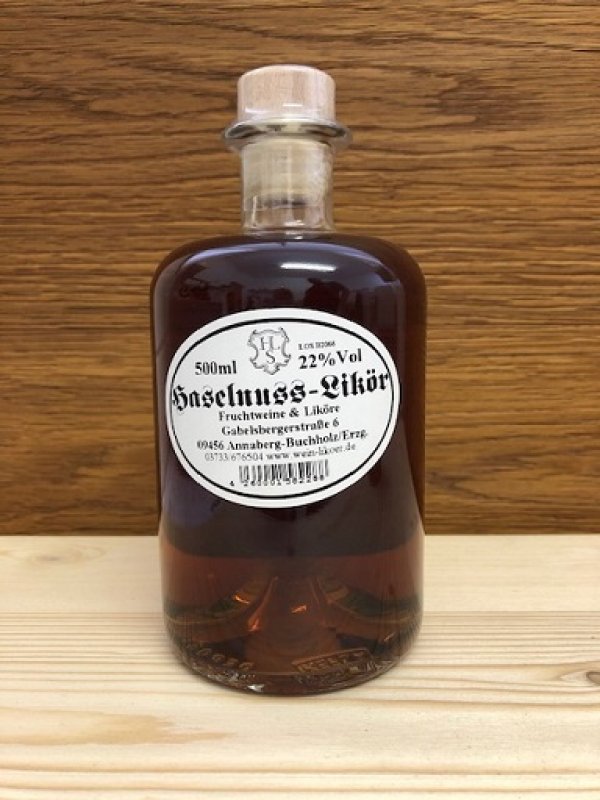 HL
S
500ml
22%Vol
Haselnuss-Likör
Fruchtweine & Liköre
Gabelsbergerstraße 6
09456 Annaberg-Buchholz/Erzg.
03733/676504 www.wein-likoer.de